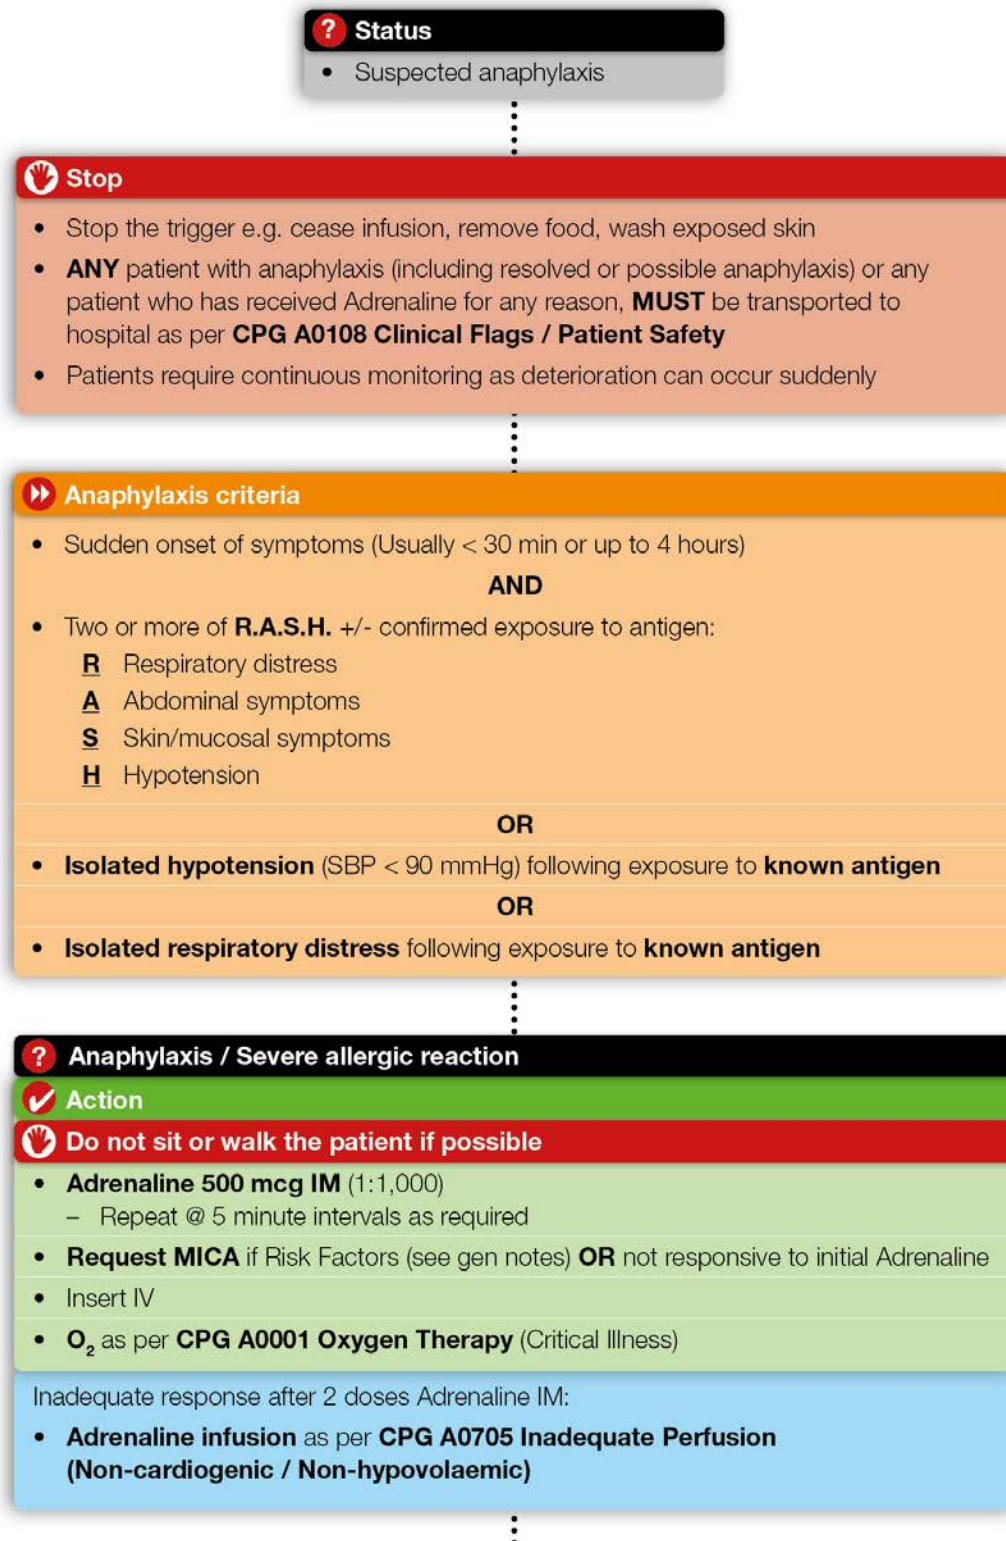 Status
• Suspected anaphylaxis
Stop
• Stop the trigger e.g. cease infusion, remove food, wash exposed skin
• ANY patient with anaphylaxis (including resolved or possible anaphylaxis) or any
patient who has received Adrenaline for any reason, MUST be transported to
hospital as per CPG A0108 Clinical Flags / Patient Safety
• Patients require continuous monitoring as deterioration can occur suddenly
Anaphylaxis criteria
• Sudden onset of symptoms (Usually < 30 min or up to 4 hours)
AND
• Two or more of R.A.S.H. +/- confirmed exposure to antigen:
R Respiratory distress
A Abdominal symptoms
S Skin/mucosal symptoms
H Hypotension
OR
• Isolated hypotension (SBP < 90 mmHg) following exposure to known antigen
OR
• Isolated respiratory distress following exposure to known antigen
? Anaphylaxis / Severe allergic reaction
Action
Do not sit or walk the patient if possible
• Adrenaline 500 mcg IM (1:1,000)
– Repeat @ 5 minute intervals as required
• Request MICA if Risk Factors (see gen notes) OR not responsive to initial Adrenaline
• Insert IV
• O₂ as per CPG A0001 Oxygen Therapy (Critical Illness)
Inadequate response after 2 doses Adrenaline IM:
• Adrenaline infusion as per CPG A0705 Inadequate Perfusion
(Non-cardiogenic / Non-hypovolaemic)